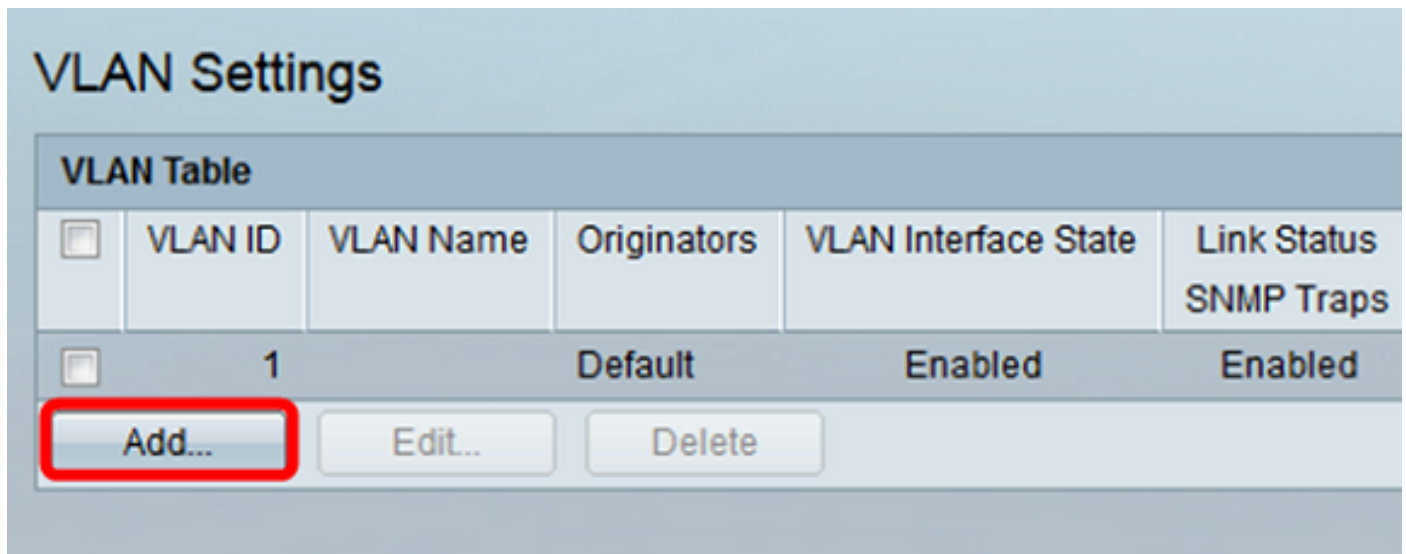 VLAN Settings
VLAN Table
VLAN ID VLAN Name Originators VLAN Interface State Link Status
SNMP Traps
1 Default Enabled Enabled
Add... Edit... Delete